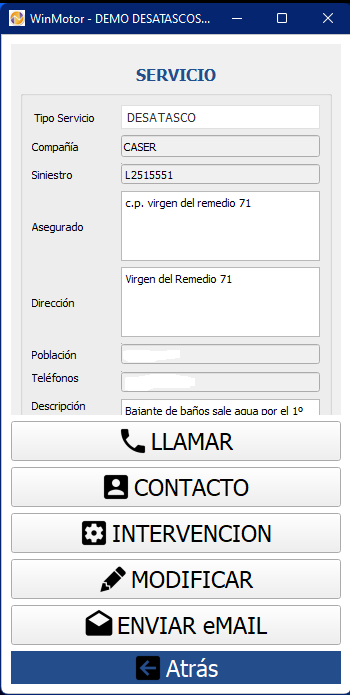 WinMotor - DEMO DESATASCOS...
SERVICIO
Tipo Servicio DESATASCO
Compañía CASER
Siniestro L2515551
Asegurado c.p. virgen del remedio 71
Dirección Virgen del Remedio 71
Población
Teléfonos
Descripción Bajante de baños sale agua por el 1º
LLAMAR
CONTACTO
INTERVENCION
MODIFICAR
ENVIAR eMAIL
Atrás